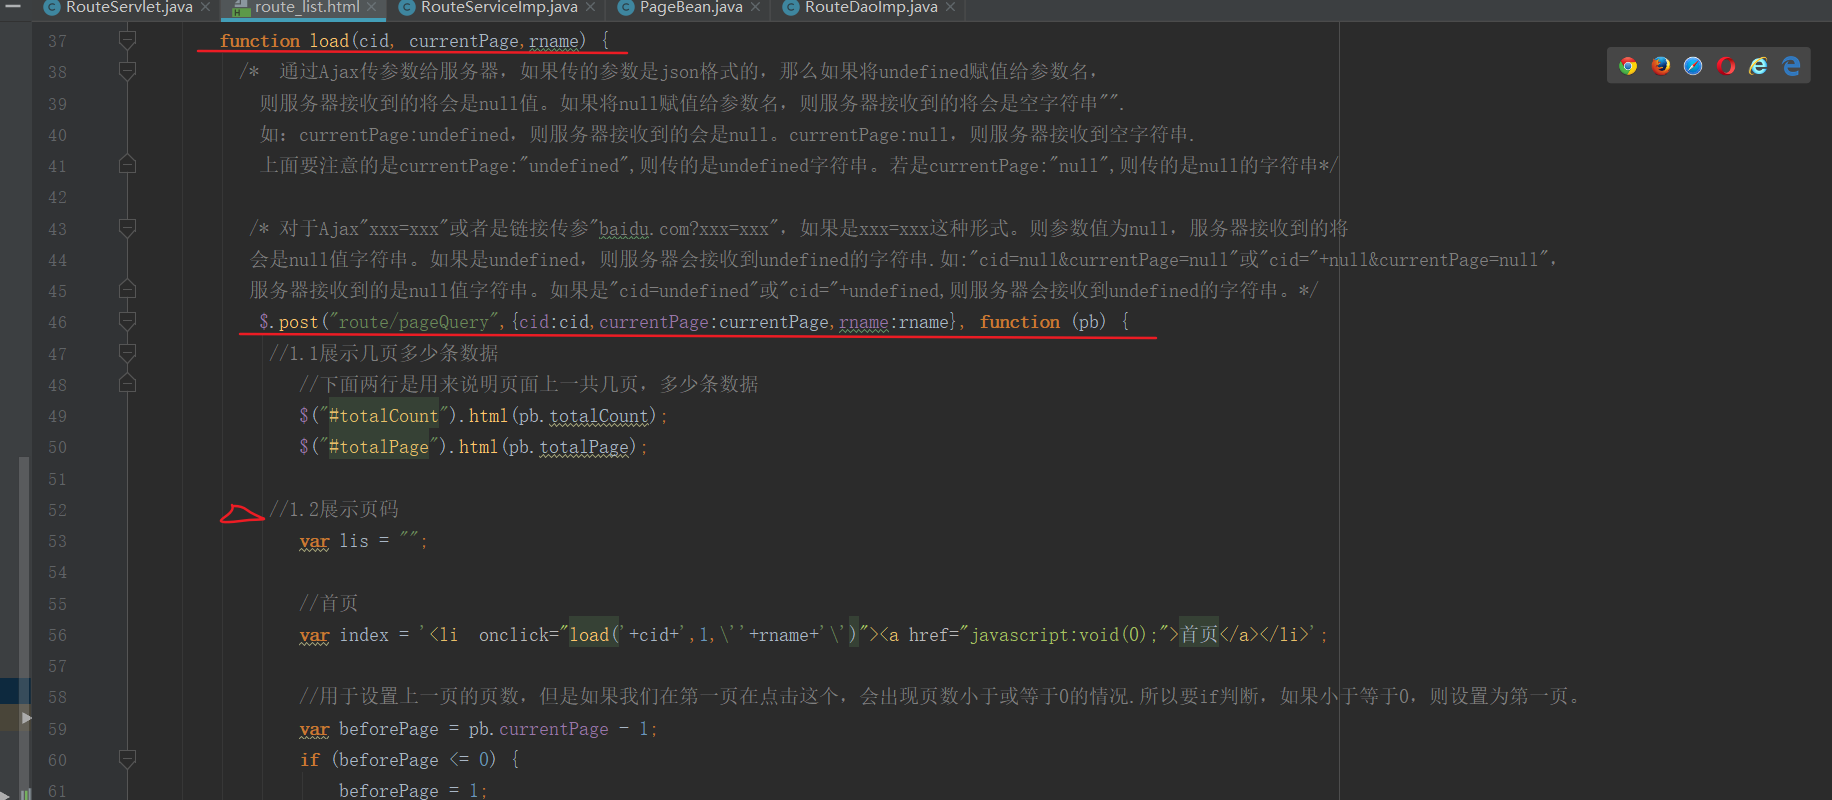 RouteServlet.java × route_list.html × RouteServiceImp.java × PageBean.java × RouteDaoImp.java ×
37 function load(cid, currentPage,rname) {
38 /* 通过Ajax传参数给服务器，如果传的参数是json格式的，那么如果将undefined赋值给参数名，
39 则服务器接收到的将会是null值。如果将null赋值给参数名，则服务器接收到的将会是空字符串"".
40 如：currentPage:undefined，则服务器接收到的会是null。currentPage:null，则服务器接收到空字符串.
41 上面要注意的是currentPage:"undefined",则传的是undefined字符串。若是currentPage:"null",则传的是null的字符串*/
42
43 /* 对于Ajax"xxx=xxx"或者是链接传参"baidu.com?xxx=xxx"，如果是xxx=xxx这种形式。则参数值为null，服务器接收到的将
44 会是null值字符串。如果是undefined，则服务器会接收到undefined的字符串.如:"cid=null&currentPage=null"或"cid="+null&currentPage=null"，
45 服务器接收到的是null值字符串。如果是"cid=undefined"或"cid="+undefined,则服务器会接收到undefined的字符串。*/
46 $.post("route/pageQuery",{cid:cid,currentPage:currentPage,rname:rname}, function (pb) {
47 //1.1展示几页多少条数据
48 //下面两行是用来说明页面上一共几页，多少条数据
49 $("#totalCount").html(pb.totalCount);
50 $("#totalPage").html(pb.totalPage);
51
52 //1.2展示页码
53 var lis = "";
54
55 //首页
56 var index = '<li  onclick="load('+cid+',1,\''+rname+'\')"><a href="javascript:void(0);">首页</a></li>';
57
58 //用于设置上一页的页数，但是如果我们在第一页在点击这个，会出现页数小于或等于0的情况.所以要if判断，如果小于等于0，则设置为第一页。
59 var beforePage = pb.currentPage - 1;
60 if (beforePage <= 0) {
61 beforePage = 1;